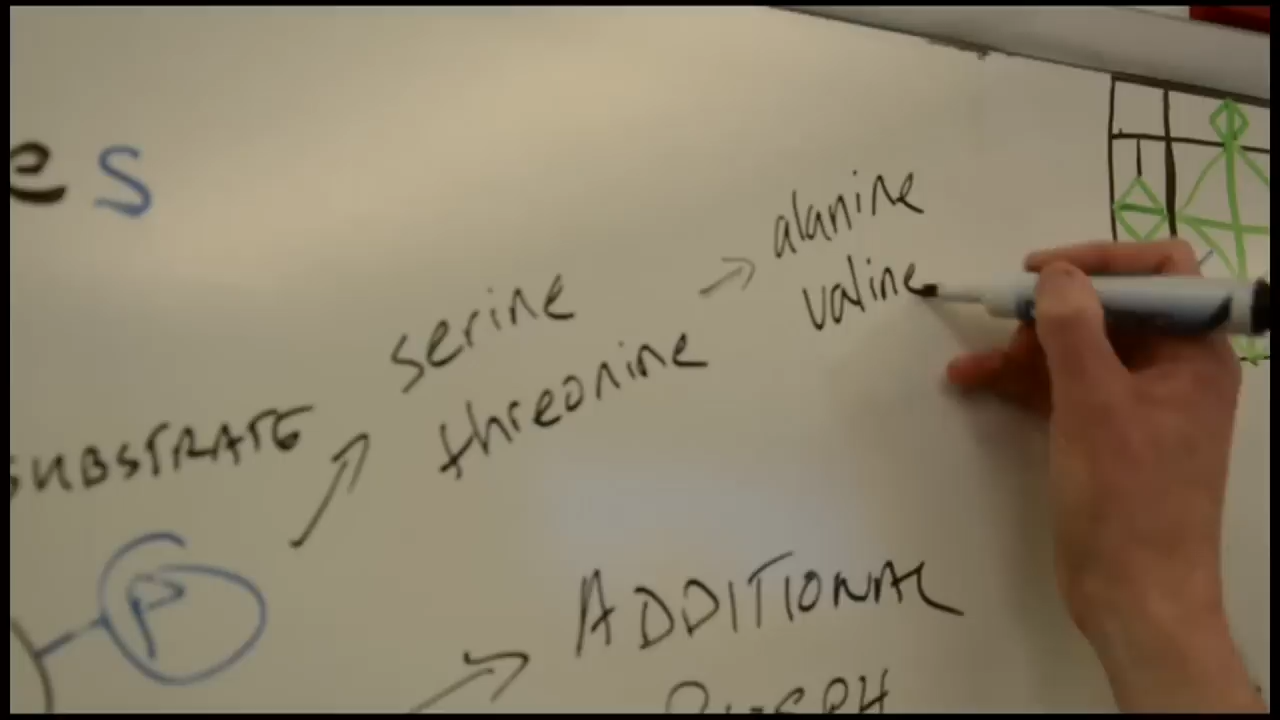 es
alanine
valine
serine
threonine
SUBSTRATE
P
ADDITIONAL